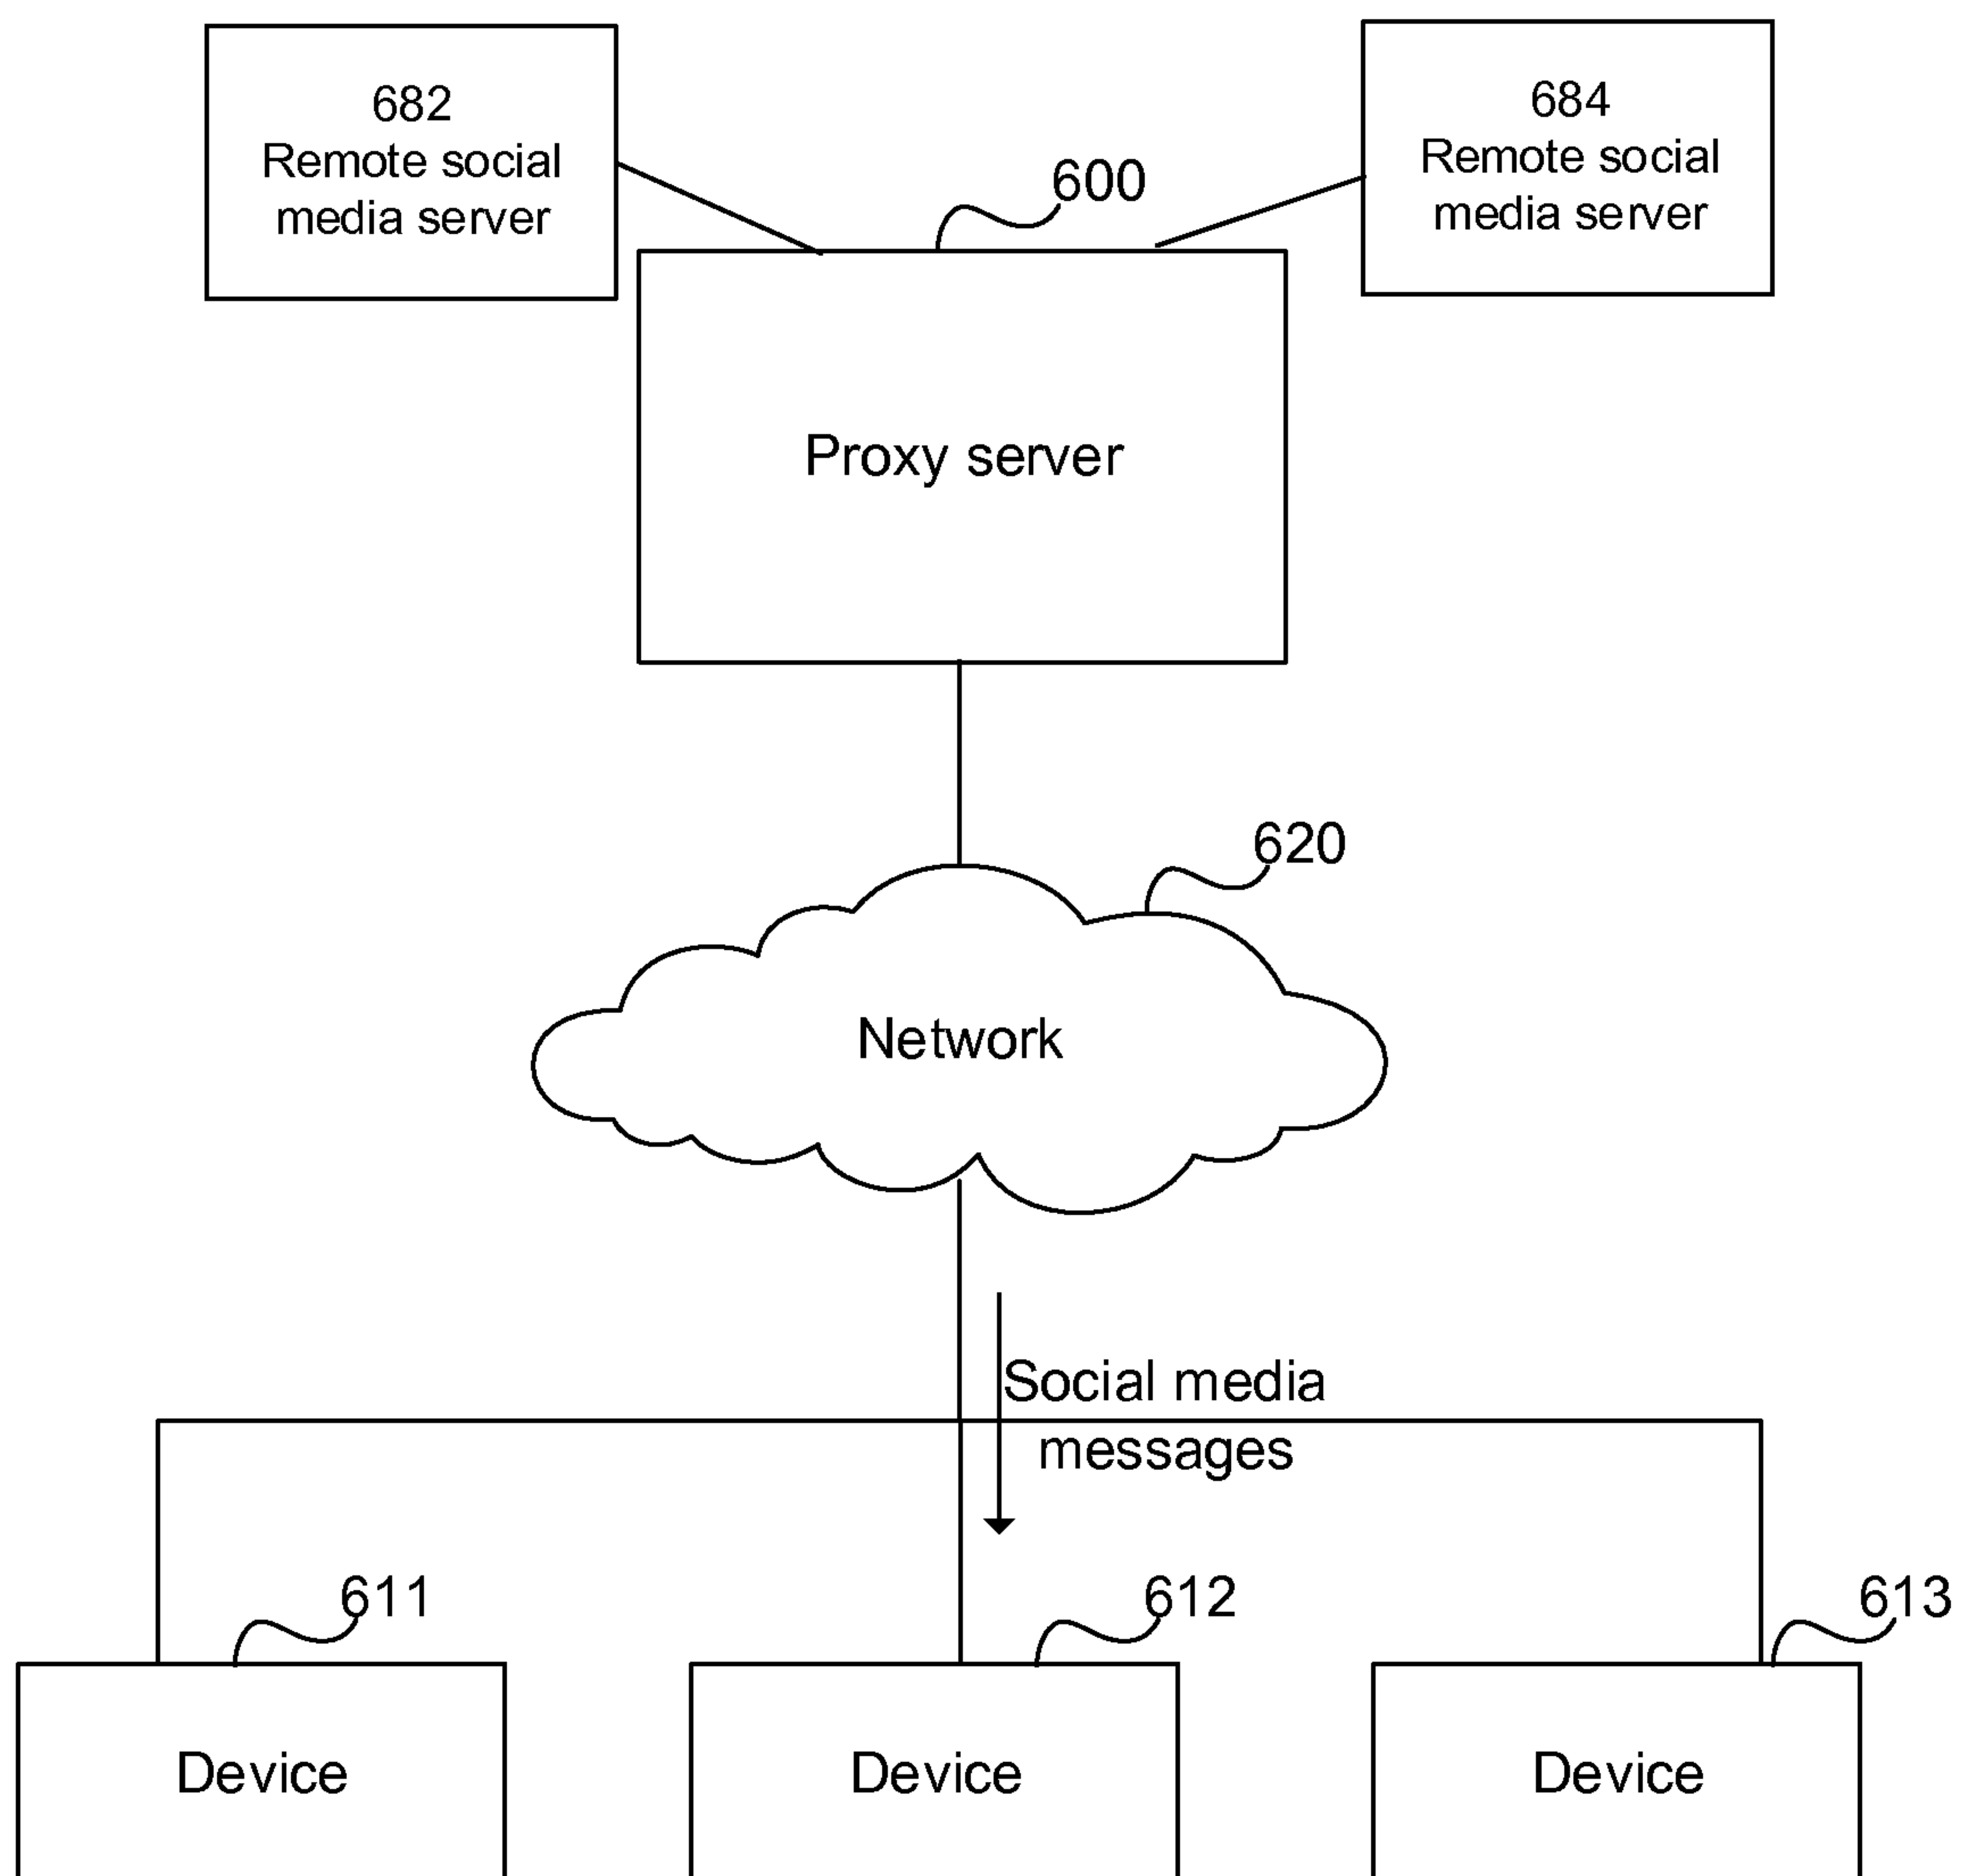 682
Remote social
media server
684
Remote social
media server
600
Proxy server
620
Network
Social media
messages
611
612
613
Device
Device
Device